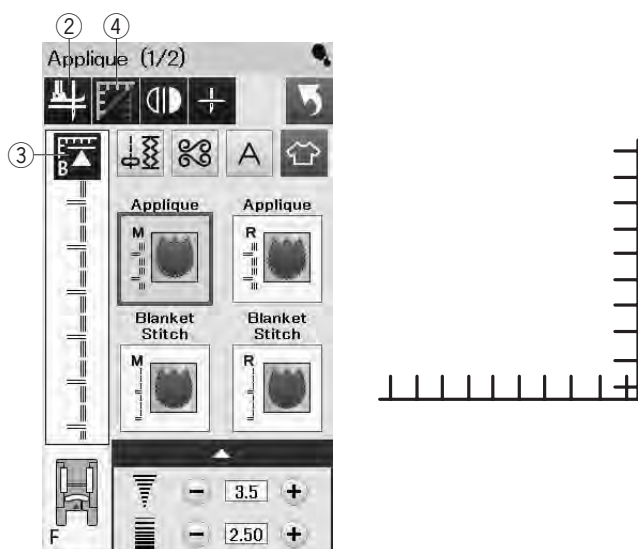 ② ④
Applique (1/2)
③
E
B
A
Applique Applique
M R
Blanket Blanket
Stitch Stitch
M R
− 3.5 +
F
− 2.50 +